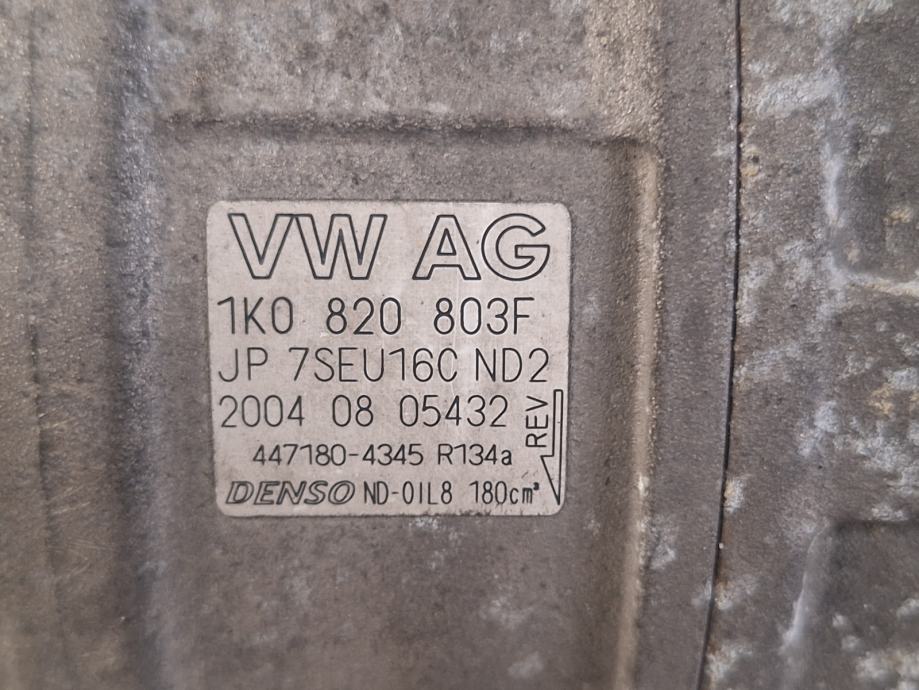 VW AG
1K0 820 803F
JP 7SEU16C ND2
2004 08 05432
REV
447180-4345 R134a
DENSO ND-OIL8 180cm³